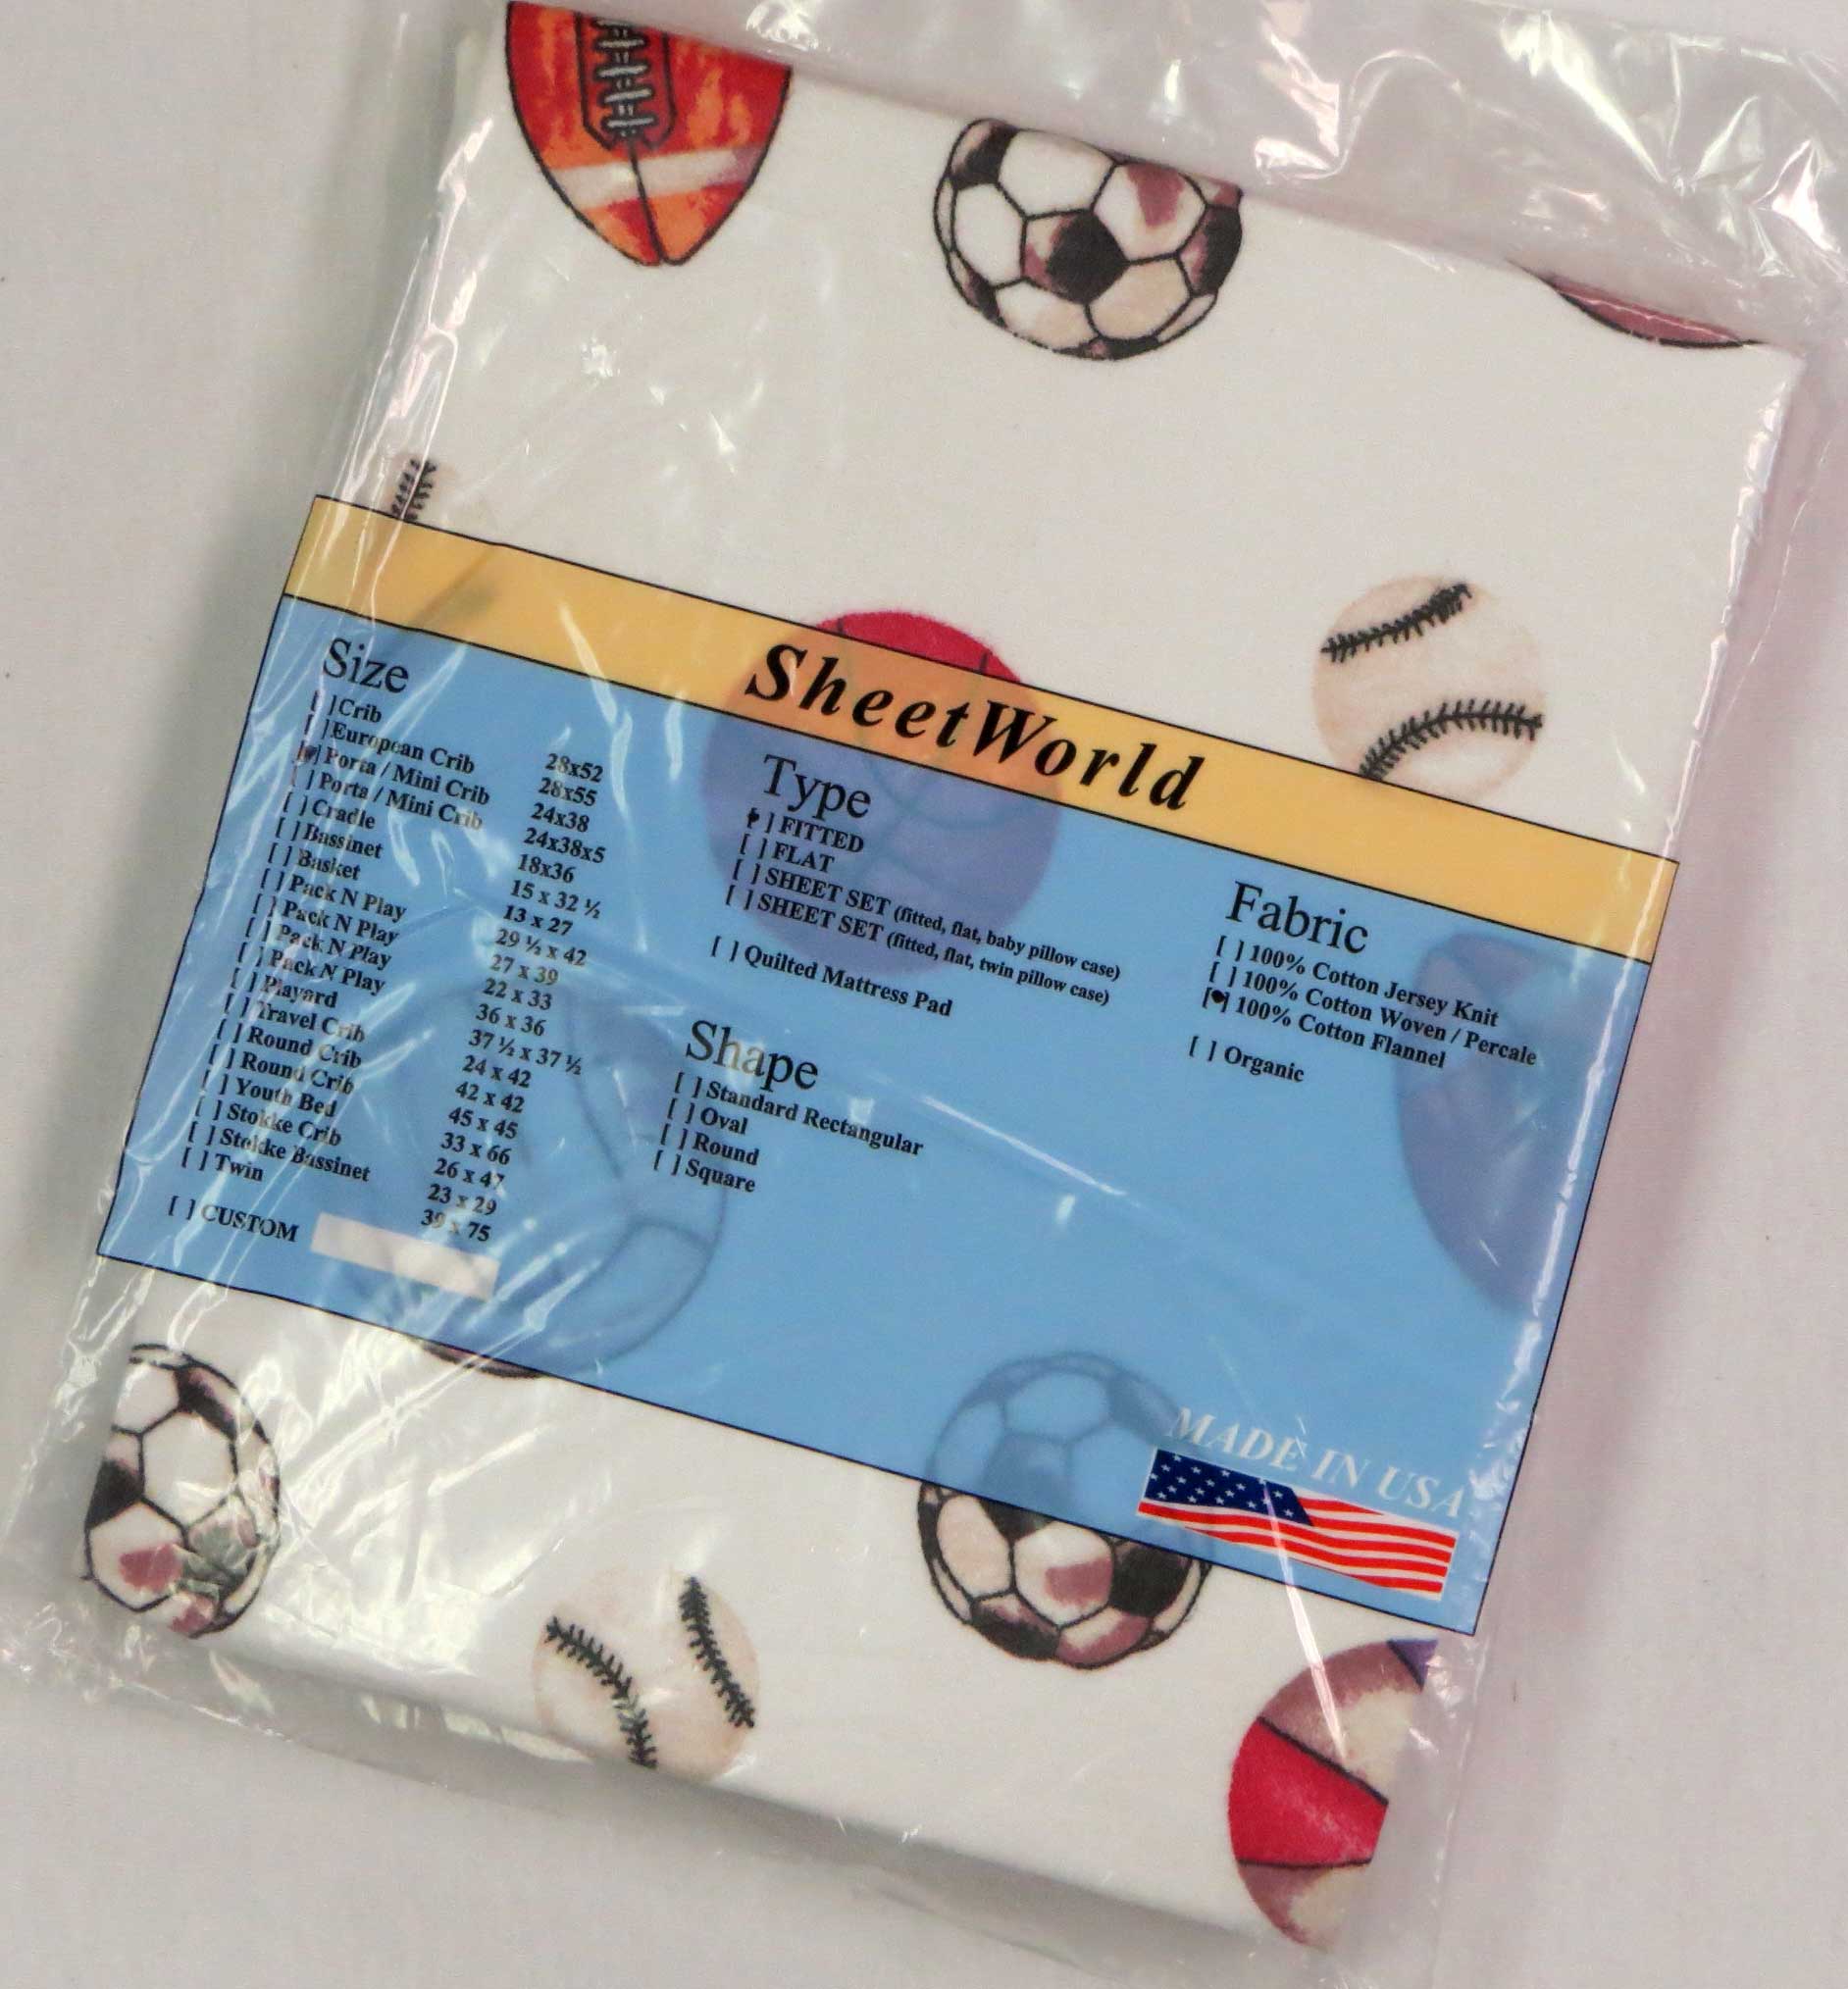 SheetWorld
Size
[ ] Crib 28x52
[ ] European Crib 28x55
[•] Porta / Mini Crib 24x38
[ ] Porta / Mini Crib 24x38x5
[ ] Cradle 18x36
[ ] Bassinet 15 x 32 ½
[ ] Basket 13 x 27
[ ] Pack N Play 29 ½ x 42
[ ] Pack N Play 27 x 39
[ ] Pack N Play 22 x 33
[ ] Pack N Play 36 x 36
[ ] Playard 37 ½ x 37 ½
[ ] Travel Crib 24 x 42
[ ] Round Crib 42 x 42
[ ] Round Crib 45 x 45
[ ] Youth Bed 33 x 66
[ ] Stokke Crib 26 x 47
[ ] Stokke Bassinet 23 x 29
[ ] Twin 39 x 75
[ ] CUSTOM
Type
[•] FITTED
[ ] FLAT
[ ] SHEET SET (fitted, flat, baby pillow case)
[ ] SHEET SET (fitted, flat, twin pillow case)
[ ] Quilted Mattress Pad
Shape
[ ] Standard Rectangular
[ ] Oval
[ ] Round
[ ] Square
Fabric
[ ] 100% Cotton Jersey Knit
[ ] 100% Cotton Woven / Percale
[•] 100% Cotton Flannel
[ ] Organic
MADE IN USA